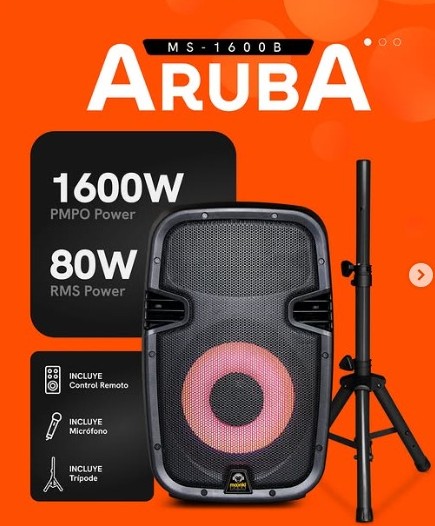 MS-1600B
ARUBA
1600W
PMPO Power
80W
RMS Power
INCLUYE
Control Remoto
INCLUYE
Micrófono
INCLUYE
Trípode